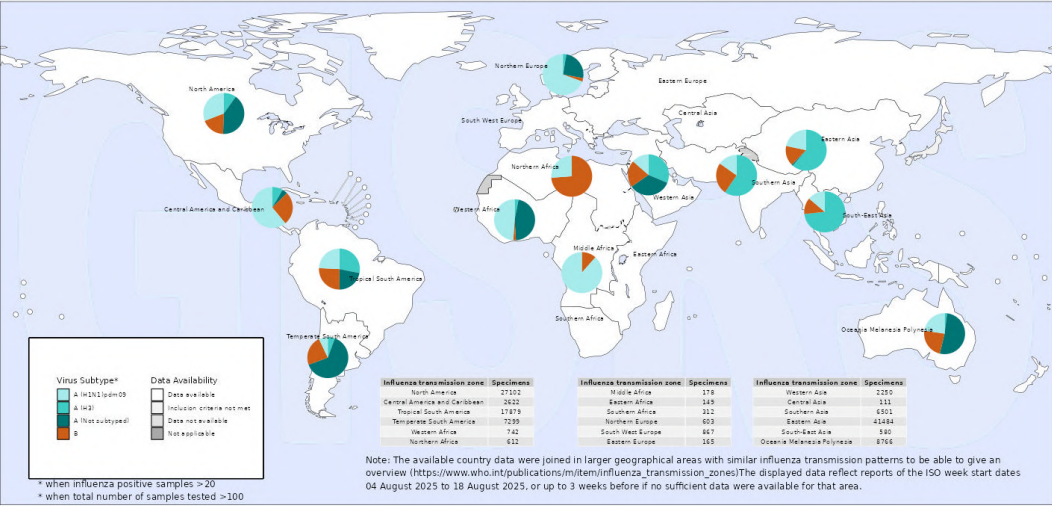 Northern Europe
Eastern Europe
North America
Central Asia
South West Europe
Eastern Asia
Northern Africa
Southern Asia
Western Asia
Central America and Caribbean
Western Africa
South-East Asia
Middle Africa
Eastern Africa
Tropical South America
Southern Africa
Oceania Melanesia Polynesia
Temperate South America
Virus Subtype*
A (H1N1)pdm09
A (H3)
A (Not subtyped)
B
Data Availability
Data available
Inclusion criteria not met
Data not available
Not applicable
* when influenza positive samples >20
* when total number of samples tested >100
Influenza transmission zone Specimens
North America 27102
Central America and Caribbean 2622
Tropical South America 17879
Temperate South America 7299
Western Africa 742
Northern Africa 612
Influenza transmission zone Specimens
Middle Africa 178
Eastern Africa 149
Southern Africa 312
Northern Europe 603
South West Europe 867
Eastern Europe 165
Influenza transmission zone Specimens
Western Asia 2290
Central Asia 111
Southern Asia 6501
Eastern Asia 41484
South-East Asia 580
Oceania Melanesia Polynesia 8766
Note: The available country data were joined in larger geographical areas with similar influenza transmission patterns to be able to give an
overview (https://www.who.int/publications/m/item/influenza_transmission_zones)The displayed data reflect reports of the ISO week start dates
04 August 2025 to 18 August 2025, or up to 3 weeks before if no sufficient data were available for that area.